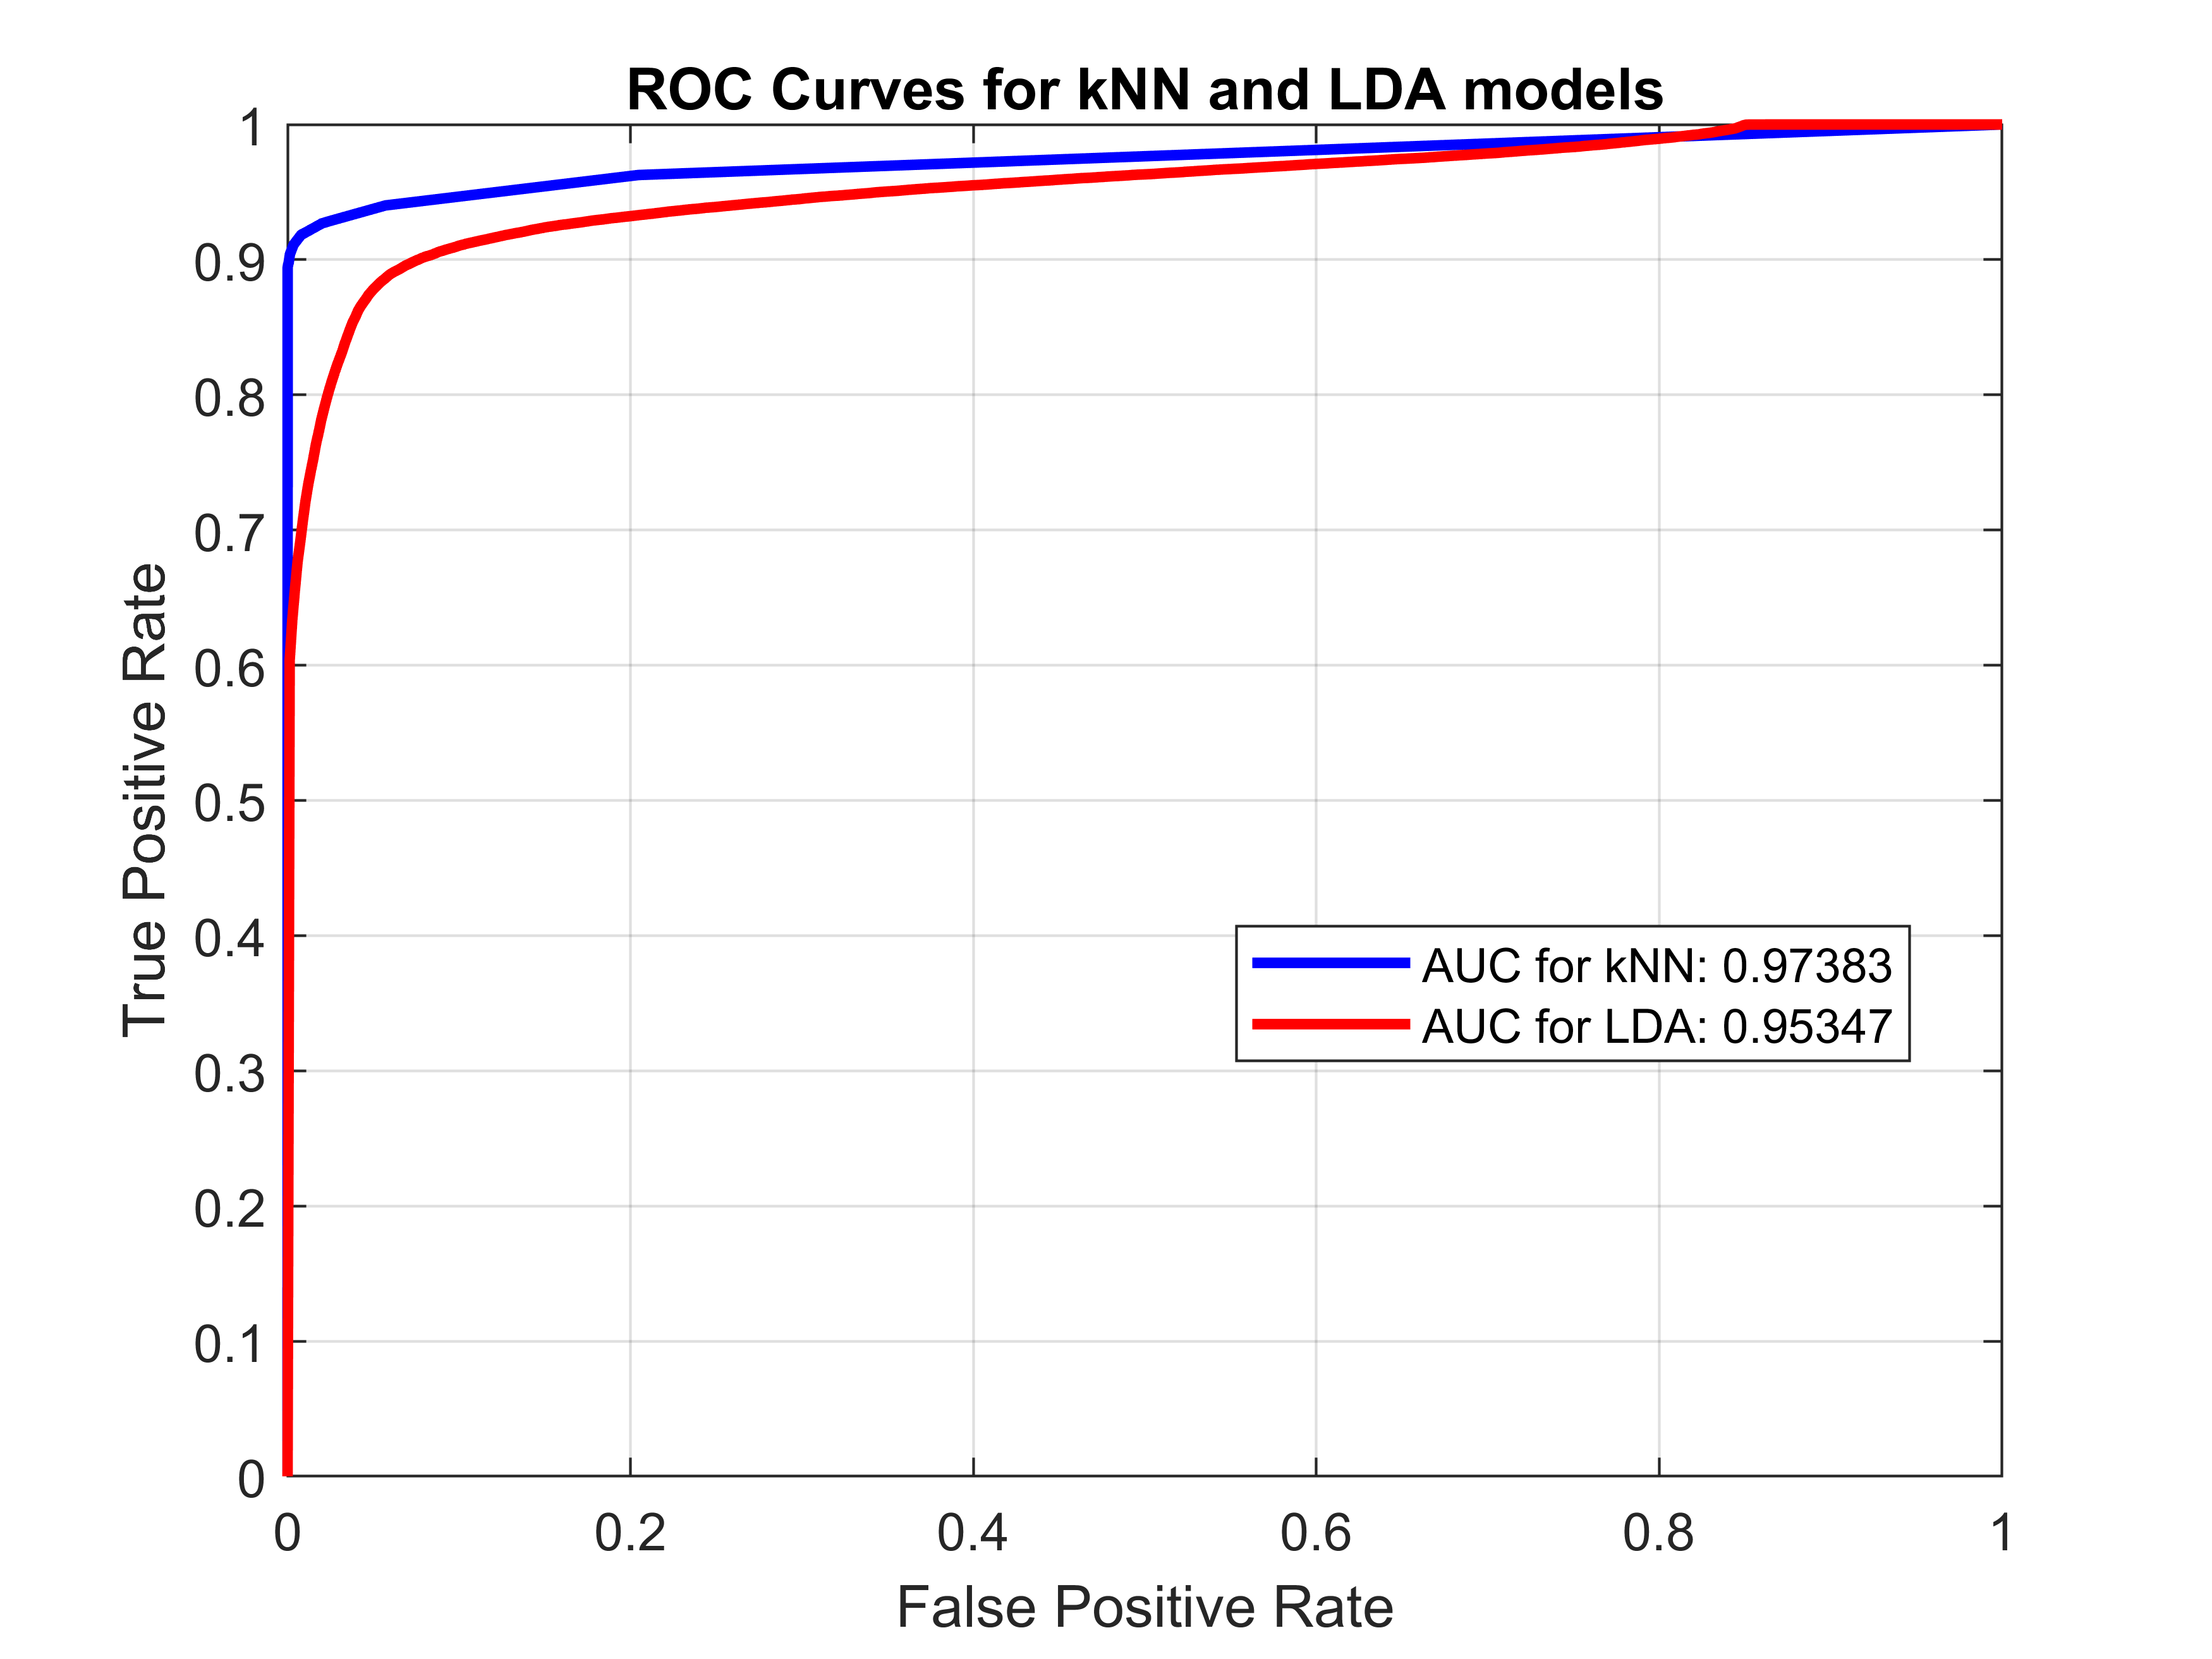 ROC Curves for kNN and LDA models
1
0.9
0.8
0.7
0.6
0.5
0.4
0.3
0.2
0.1
0
True Positive Rate
AUC for kNN: 0.97383
AUC for LDA: 0.95347
0 0.2 0.4 0.6 0.8 1
False Positive Rate